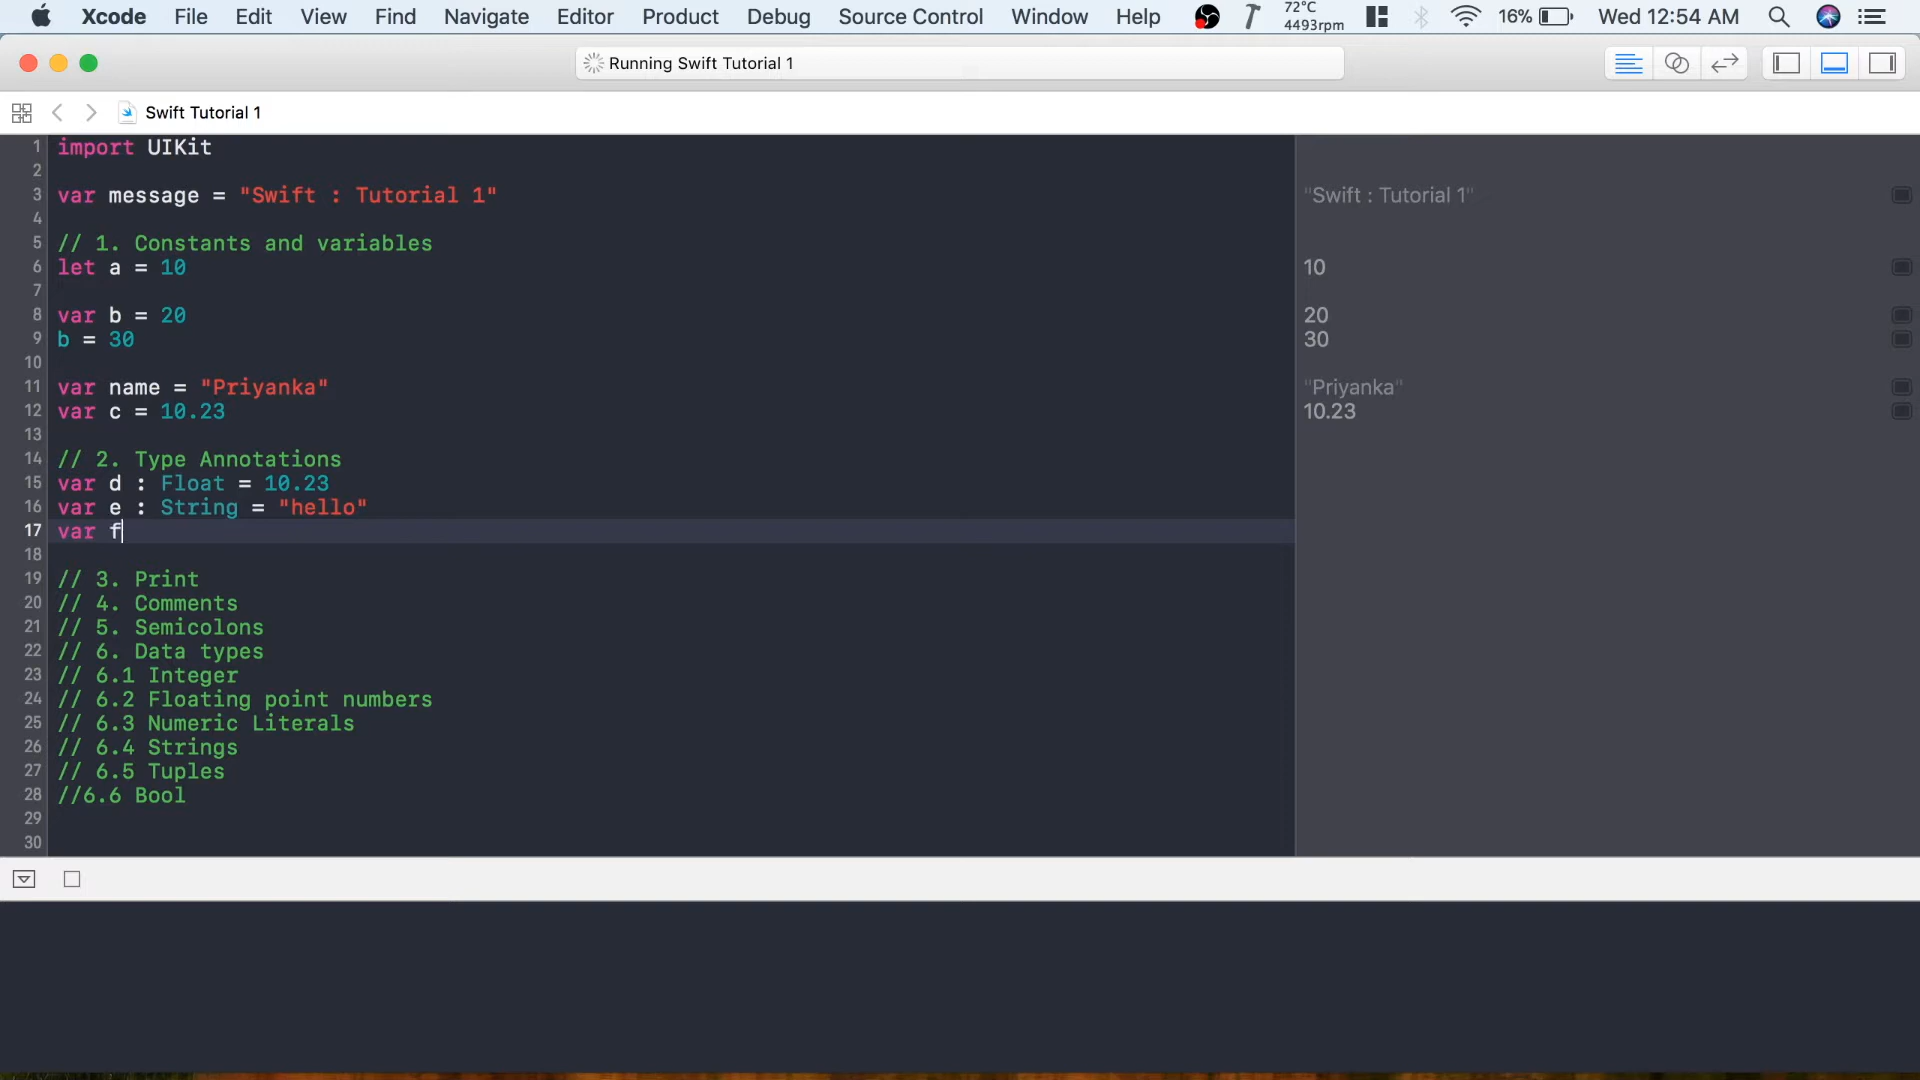 Xcode File Edit View Find Navigate Editor Product Debug Source Control Window Help 72°C 4493rpm 16% Wed 12:54 AM
Running Swift Tutorial 1
Swift Tutorial 1
1 import UIKit
2
3 var message = "Swift : Tutorial 1" "Swift : Tutorial 1"
4
5 // 1. Constants and variables
6 let a = 10 10
7
8 var b = 20 20
9 b = 30 30
10
11 var name = "Priyanka" "Priyanka"
12 var c = 10.23 10.23
13
14 // 2. Type Annotations
15 var d : Float = 10.23
16 var e : String = "hello"
17 var f
18
19 // 3. Print
20 // 4. Comments
21 // 5. Semicolons
22 // 6. Data types
23 // 6.1 Integer
24 // 6.2 Floating point numbers
25 // 6.3 Numeric Literals
26 // 6.4 Strings
27 // 6.5 Tuples
28 //6.6 Bool
29
30